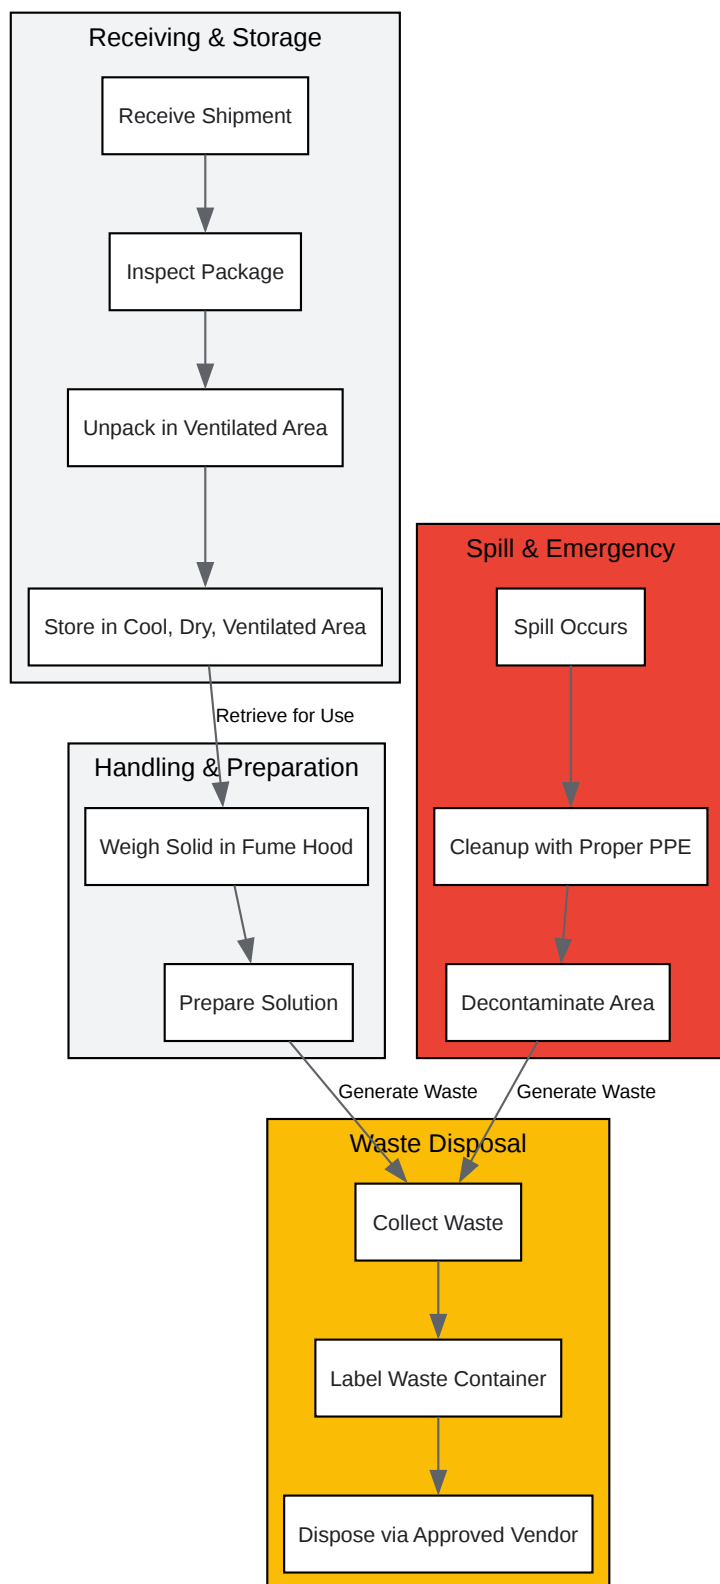 Receiving & Storage
Receive Shipment
Inspect Package
Unpack in Ventilated Area
Store in Cool, Dry, Ventilated Area
Retrieve for Use
Handling & Preparation
Weigh Solid in Fume Hood
Prepare Solution
Generate Waste
Spill & Emergency
Spill Occurs
Cleanup with Proper PPE
Decontaminate Area
Generate Waste
Waste Disposal
Collect Waste
Label Waste Container
Dispose via Approved Vendor